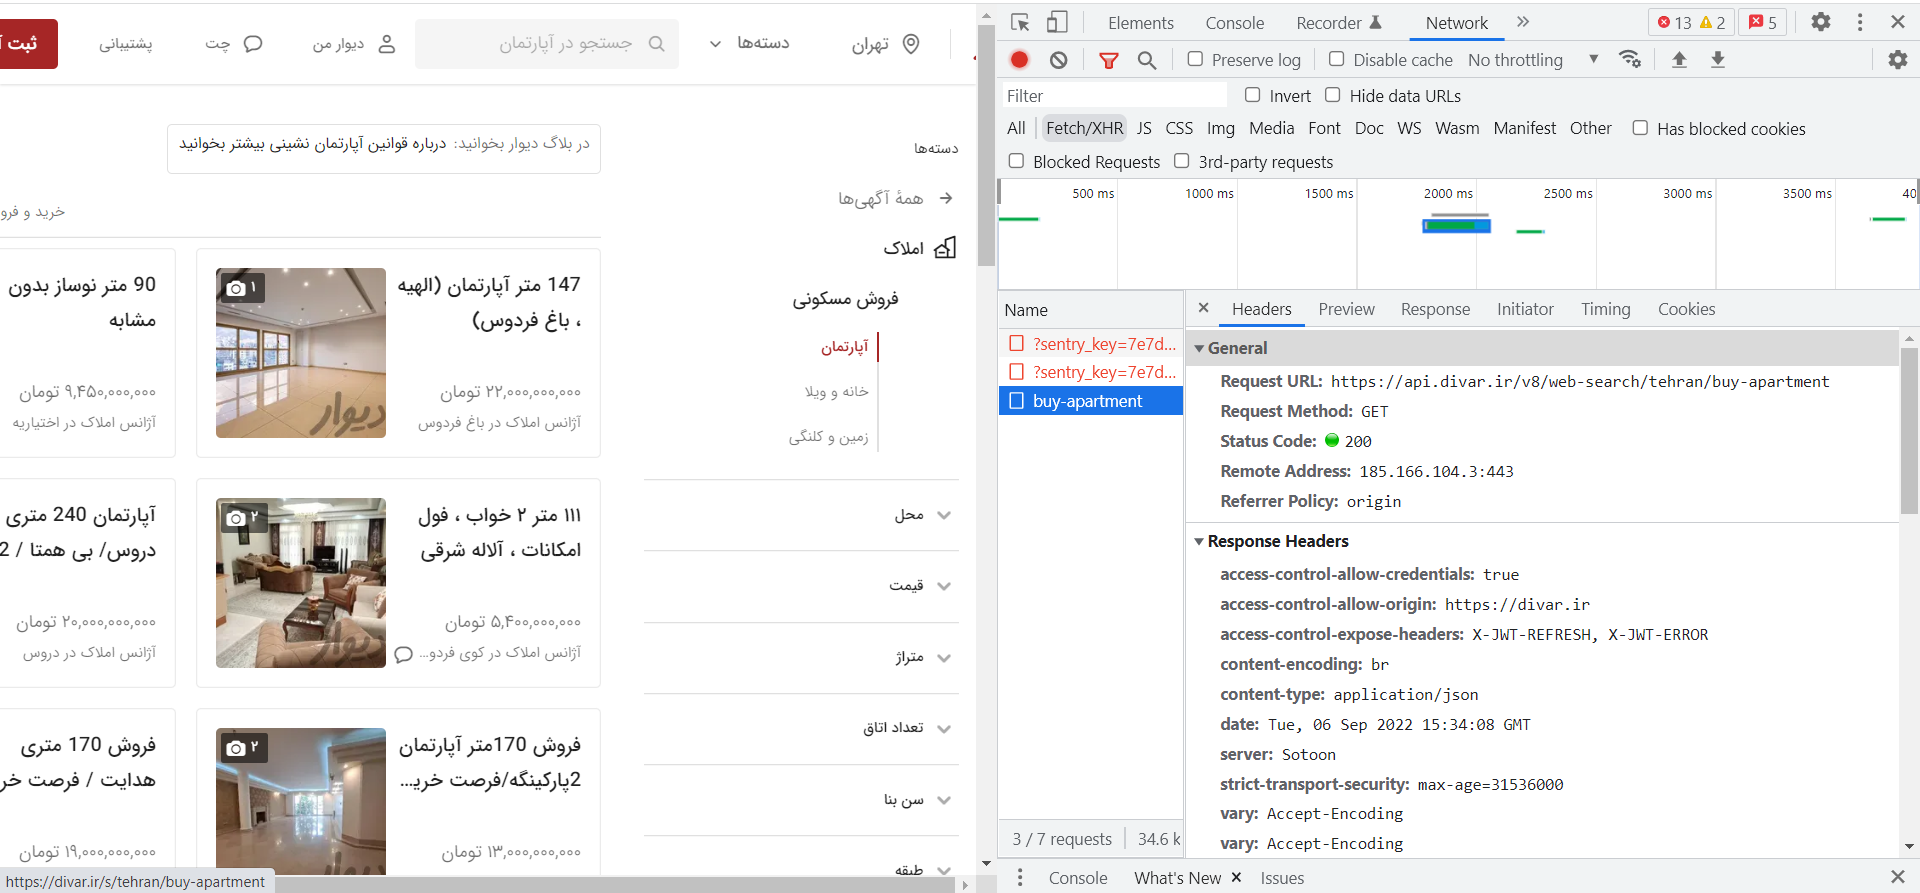 ثبت آ
پشتیبانی
چت
دیوار من
جستجو در آپارتمان
دسته‌ها
تهران
در بلاگ دیوار بخوانید: درباره قوانین آپارتمان نشینی بیشتر بخوانید
دسته‌ها
همهٔ آگهی‌ها
املاک
فروش مسکونی
آپارتمان
خانه و ویلا
زمین و کلنگی
محل
قیمت
متراژ
تعداد اتاق
سن بنا
طبقه
خرید و فرو
147 متر آپارتمان (الهیه
، باغ فردوس)
۲۲,۰۰۰,۰۰۰,۰۰۰ تومان
آژانس املاک در باغ فردوس
۱
دیوار
90 متر نوساز بدون
مشابه
۹,۴۵۰,۰۰۰,۰۰۰ تومان
آژانس املاک در اختیاریه
۱۱۱ متر ۲ خواب ، فول
امکانات ، آلاله شرقی
۵,۴۰۰,۰۰۰,۰۰۰ تومان
آژانس املاک در کوی فردو...
۲
دیوار
آپارتمان 240 متری
دروس/ بی همتا / 2
۲۰,۰۰۰,۰۰۰,۰۰۰ تومان
آژانس املاک در دروس
فروش 170متر آپارتمان
2پارکینگه/فرصت خرید...
۱۳,۰۰۰,۰۰۰,۰۰۰ تومان
۲
دیوار
فروش 170 متری
هدایت / فرصت خر
۱۹,۰۰۰,۰۰۰,۰۰۰ تومان
https://divar.ir/s/tehran/buy-apartment
Elements Console Recorder Network 13 2 5
Preserve log Disable cache No throttling
Filter Invert Hide data URLs
All Fetch/XHR JS CSS Img Media Font Doc WS Wasm Manifest Other Has blocked cookies
Blocked Requests 3rd-party requests
500 ms 1000 ms 1500 ms 2000 ms 2500 ms 3000 ms 3500 ms 40
Name
?sentry_key=7e7d...
?sentry_key=7e7d...
buy-apartment
3 / 7 requests 34.6 k
Headers Preview Response Initiator Timing Cookies
General
Request URL: https://api.divar.ir/v8/web-search/tehran/buy-apartment
Request Method: GET
Status Code: 200
Remote Address: 185.166.104.3:443
Referrer Policy: origin
Response Headers
access-control-allow-credentials: true
access-control-allow-origin: https://divar.ir
access-control-expose-headers: X-JWT-REFRESH, X-JWT-ERROR
content-encoding: br
content-type: application/json
date: Tue, 06 Sep 2022 15:34:08 GMT
server: Sotoon
strict-transport-security: max-age=31536000
vary: Accept-Encoding
vary: Accept-Encoding
Console What's New Issues